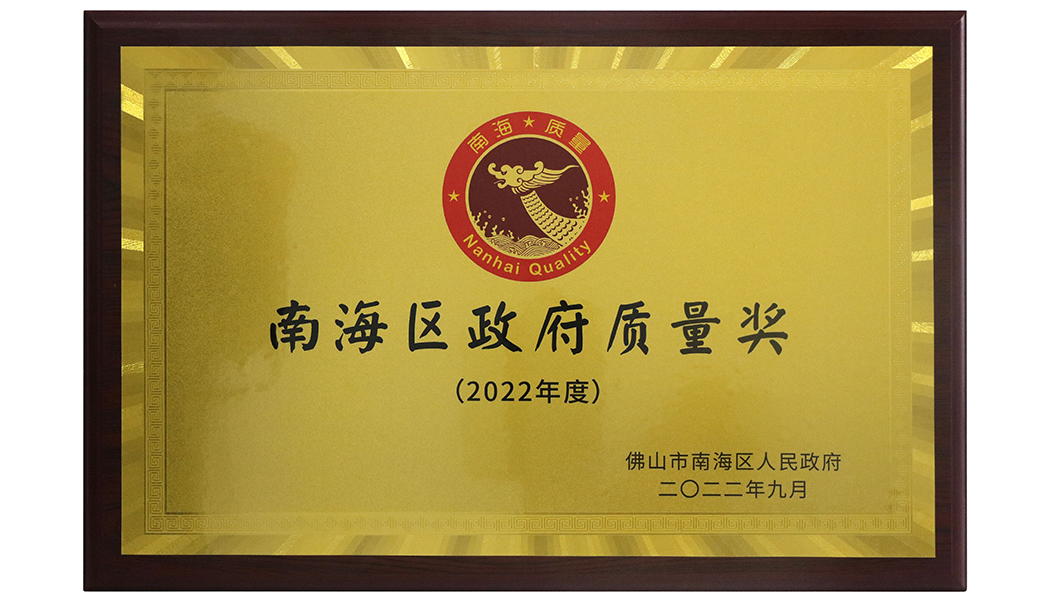 南海★质量
Nanhai Quality
南海区政府质量奖
（2022年度）
佛山市南海区人民政府
二〇二二年九月